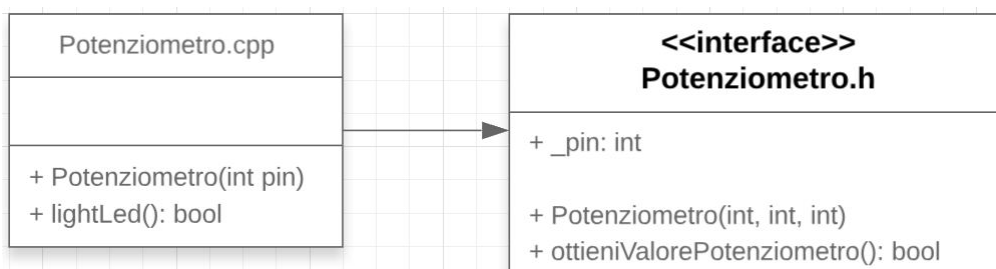 Potenziometro.cpp
+ Potenziometro(int pin)
+ lightLed(): bool
<<interface>>
Potenziometro.h
+ _pin: int
+ Potenziometro(int, int, int)
+ ottieniValorePotenziometro(): bool